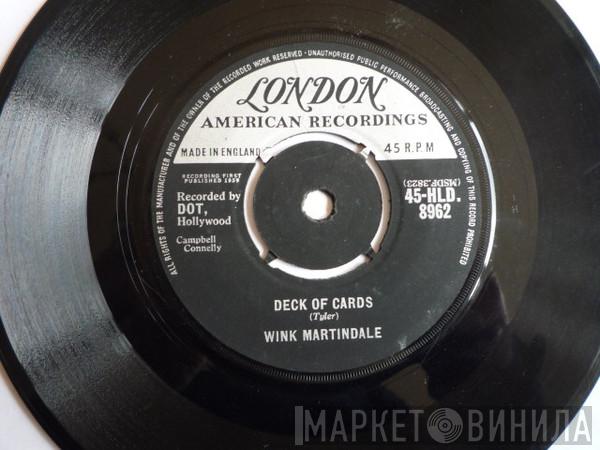 ALL RIGHTS OF THE MANUFACTURER AND OF THE OWNER OF THE RECORDED WORK RESERVED - UNAUTHORISED PUBLIC PERFORMANCE BROADCASTING AND COPYING OF THIS RECORD PROHIBITED
LONDON
AMERICAN RECORDINGS
MADE IN ENGLAND
45 R.P.M
RECORDING FIRST
PUBLISHED 1959
(MSDP.3823)
Recorded by
DOT,
Hollywood
45-HLD.
8962
Campbell
Connelly
DECK OF CARDS
(Tyler)
WINK MARTINDALE
МАРКЕТ ВИНИЛА